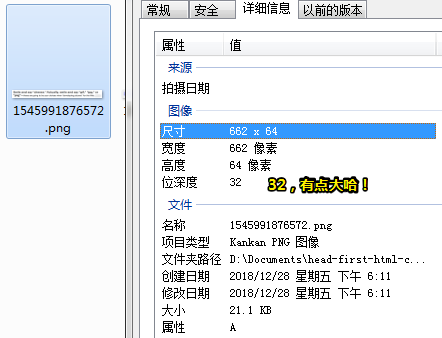 常规 安全 详细信息 以前的版本
属性 值
来源
拍摄日期
图像
尺寸 662 x 64
宽度 662 像素
高度 64 像素
位深度 32
32，有点大哈！
文件
名称 1545991876572.png
项目类型 Kankan PNG 图像
文件夹路径 D:\Documents\head-first-html-c...
创建日期 2018/12/28 星期五 下午 6:11
修改日期 2018/12/28 星期五 下午 6:11
大小 21.1 KB
属性 A
1545991876572
.png